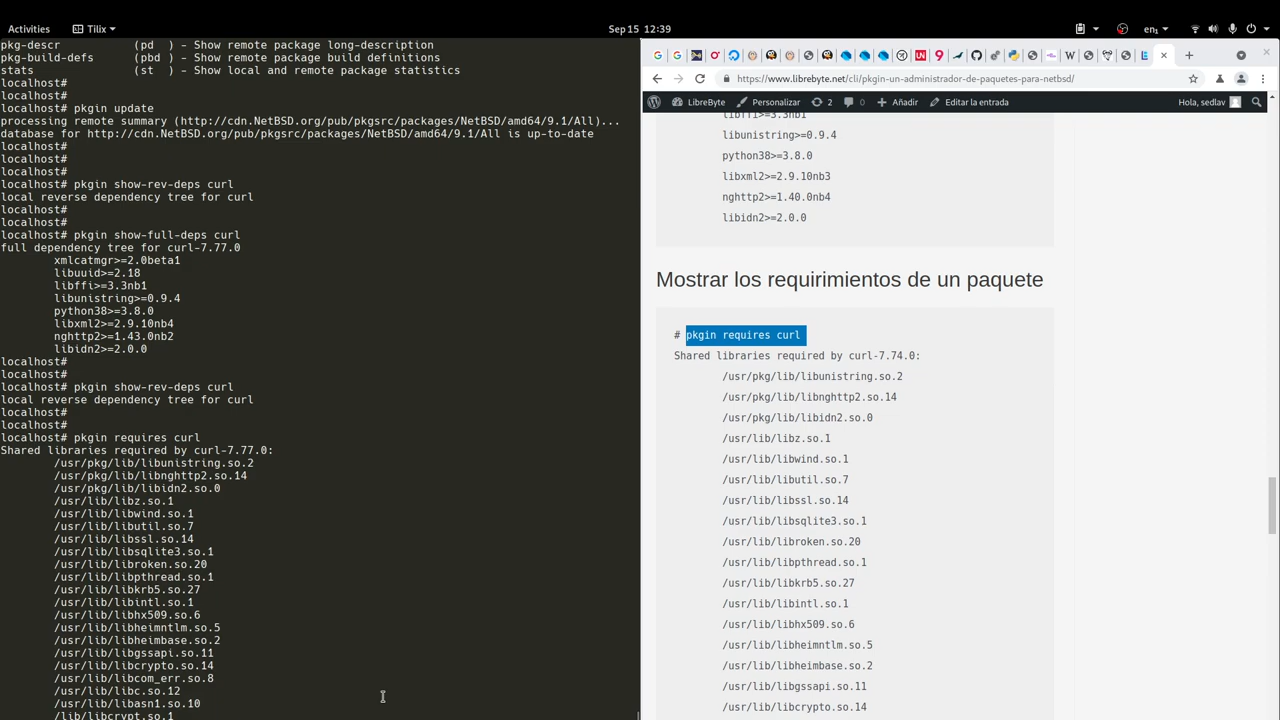 Activities
Tilix
Sep 15 12:39
en₁
pkg-descr (pd ) - Show remote package long-description
pkg-build-defs (pbd ) - Show remote package build definitions
stats (st ) - Show local and remote package statistics
localhost#
localhost#
localhost# pkgin update
processing remote summary (http://cdn.NetBSD.org/pub/pkgsrc/packages/NetBSD/amd64/9.1/All)...
database for http://cdn.NetBSD.org/pub/pkgsrc/packages/NetBSD/amd64/9.1/All is up-to-date
localhost#
localhost#
localhost#
localhost# pkgin show-rev-deps curl
local reverse dependency tree for curl
localhost#
localhost#
localhost# pkgin show-full-deps curl
full dependency tree for curl-7.77.0
xmlcatmgr>=2.0beta1
libuuid>=2.18
libffi>=3.3nb1
libunistring>=0.9.4
python38>=3.8.0
libxml2>=2.9.10nb4
nghttp2>=1.43.0nb2
libidn2>=2.0.0
localhost#
localhost#
localhost# pkgin show-rev-deps curl
local reverse dependency tree for curl
localhost#
localhost#
localhost# pkgin requires curl
Shared libraries required by curl-7.77.0:
/usr/pkg/lib/libunistring.so.2
/usr/pkg/lib/libnghttp2.so.14
/usr/pkg/lib/libidn2.so.0
/usr/lib/libz.so.1
/usr/lib/libwind.so.1
/usr/lib/libutil.so.7
/usr/lib/libssl.so.14
/usr/lib/libsqlite3.so.1
/usr/lib/libroken.so.20
/usr/lib/libpthread.so.1
/usr/lib/libkrb5.so.27
/usr/lib/libintl.so.1
/usr/lib/libhx509.so.6
/usr/lib/libheimntlm.so.5
/usr/lib/libheimbase.so.2
/usr/lib/libgssapi.so.11
/usr/lib/libcrypto.so.14
/usr/lib/libcom_err.so.8
/usr/lib/libc.so.12
/usr/lib/libasn1.so.10
/lib/libcrypt.so.1
https://www.librebyte.net/cli/pkgin-un-administrador-de-paquetes-para-netbsd/
LibreByte Personalizar 2 0 Añadir Editar la entrada Hola, sedlav
libffi>=3.3nb1
libunistring>=0.9.4
python38>=3.8.0
libxml2>=2.9.10nb3
nghttp2>=1.40.0nb4
libidn2>=2.0.0
Mostrar los requirimientos de un paquete
# pkgin requires curl
Shared libraries required by curl-7.74.0:
/usr/pkg/lib/libunistring.so.2
/usr/pkg/lib/libnghttp2.so.14
/usr/pkg/lib/libidn2.so.0
/usr/lib/libz.so.1
/usr/lib/libwind.so.1
/usr/lib/libutil.so.7
/usr/lib/libssl.so.14
/usr/lib/libsqlite3.so.1
/usr/lib/libroken.so.20
/usr/lib/libpthread.so.1
/usr/lib/libkrb5.so.27
/usr/lib/libintl.so.1
/usr/lib/libhx509.so.6
/usr/lib/libheimntlm.so.5
/usr/lib/libheimbase.so.2
/usr/lib/libgssapi.so.11
/usr/lib/libcrypto.so.14